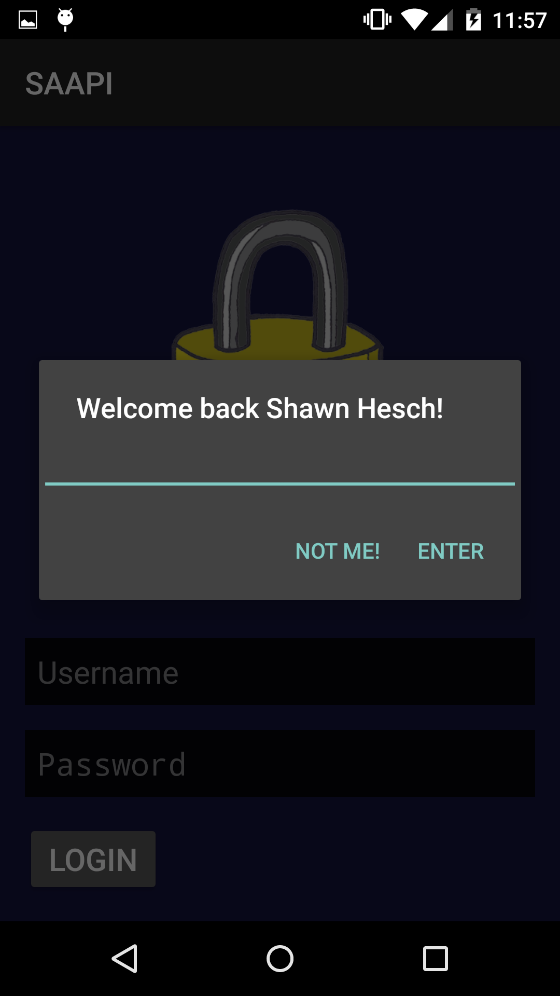 11:57
SAAPI
Welcome back Shawn Hesch!
NOT ME! ENTER
Username
Password
LOGIN